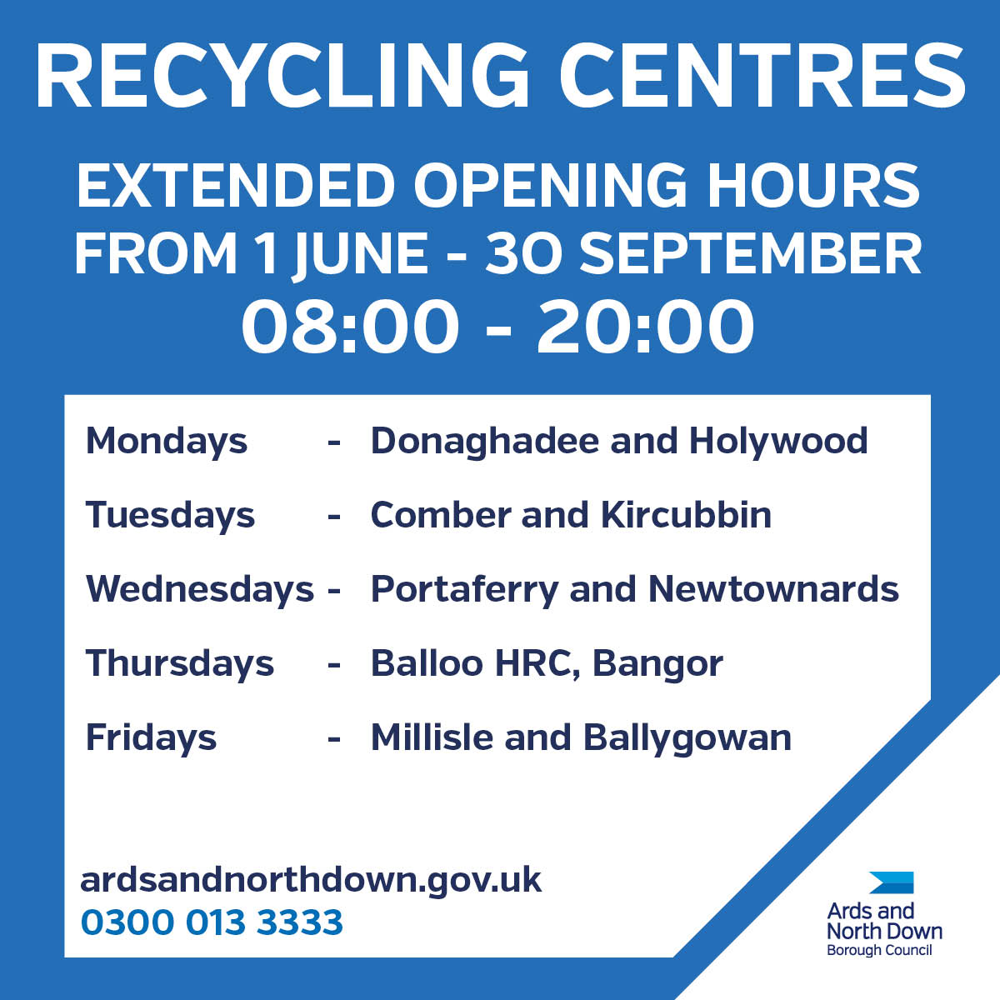 RECYCLING CENTRES
EXTENDED OPENING HOURS
FROM 1 JUNE - 30 SEPTEMBER
08:00 - 20:00
Mondays - Donaghadee and Holywood
Tuesdays - Comber and Kircubbin
Wednesdays - Portaferry and Newtownards
Thursdays - Balloo HRC, Bangor
Fridays - Millisle and Ballygowan
ardsandnorthdown.gov.uk
0300 013 3333
Ards and
North Down
Borough Council